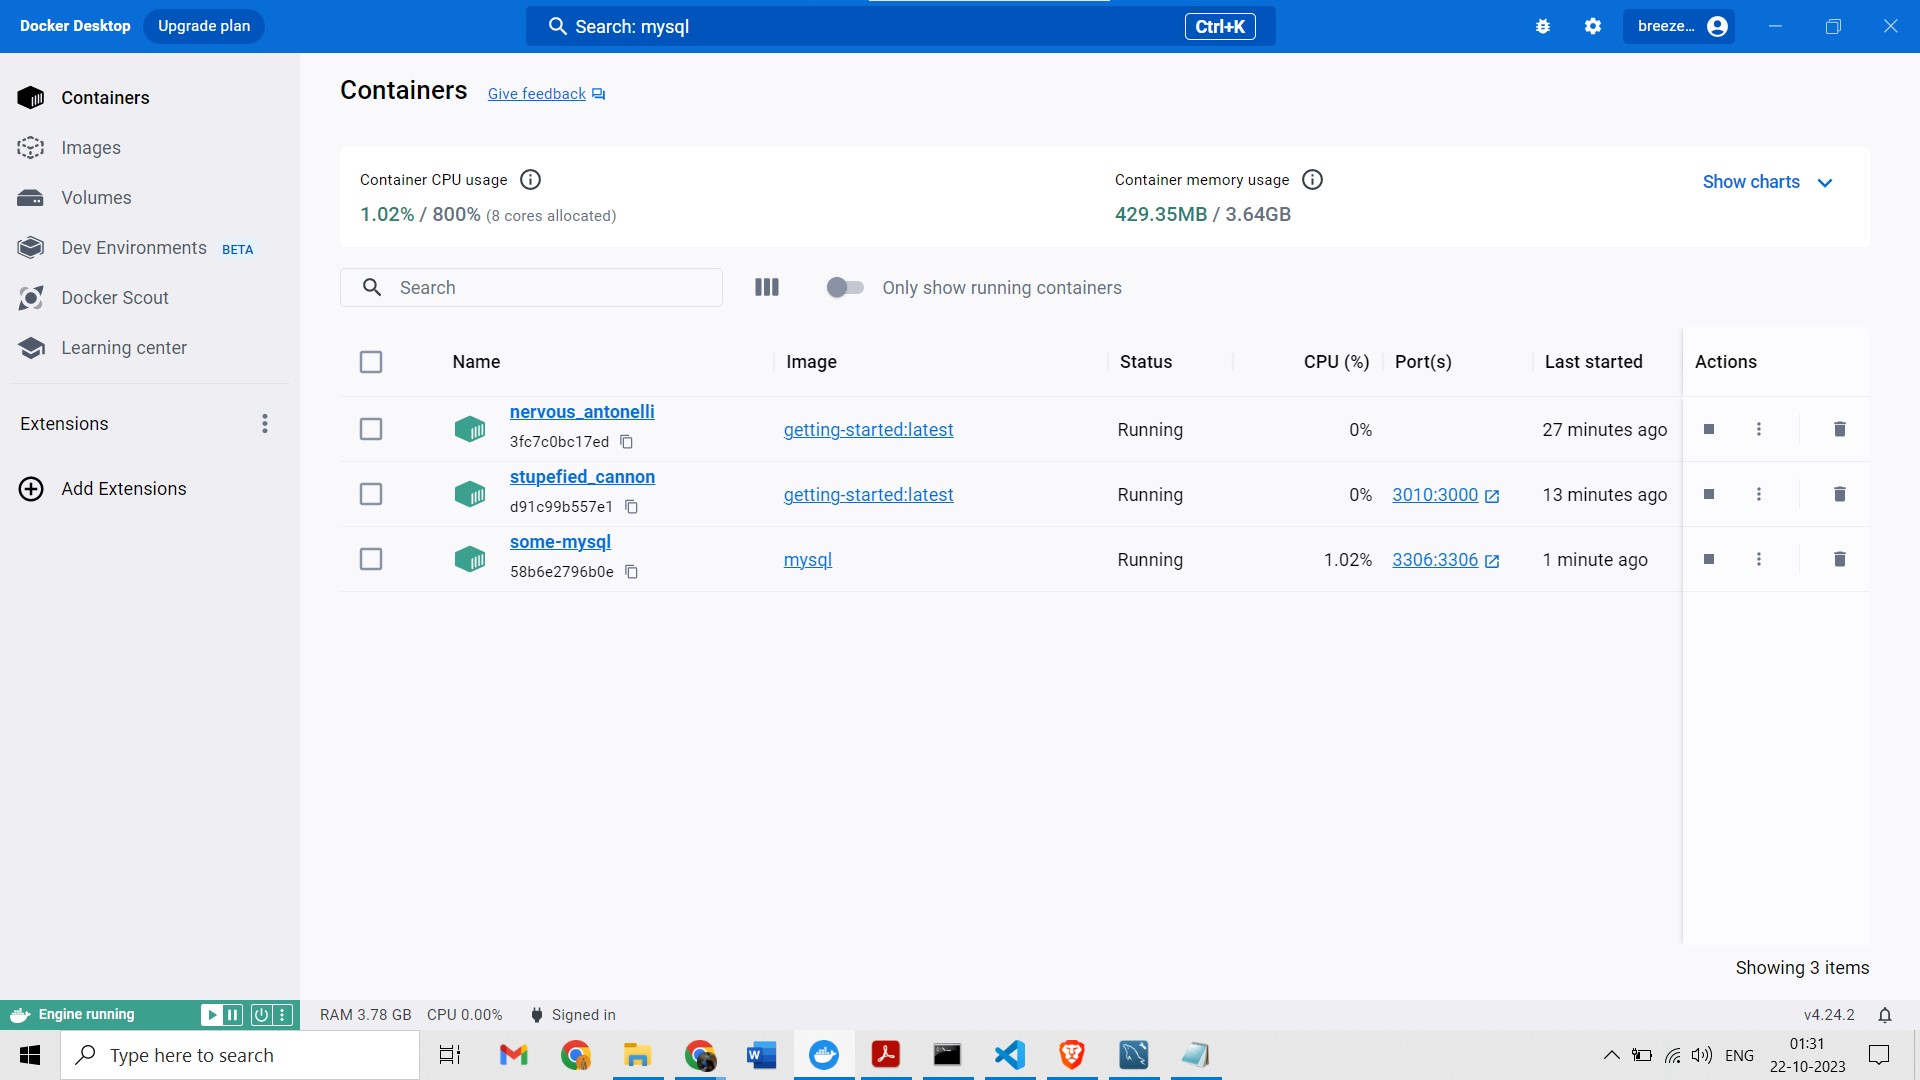 Docker Desktop Upgrade plan Search: mysql Ctrl+K breeze...
Containers
Images
Volumes
Dev Environments BETA
Docker Scout
Learning center
Extensions
Add Extensions
Containers Give feedback
Container CPU usage Container memory usage Show charts
1.02% / 800% (8 cores allocated) 429.35MB / 3.64GB
Search Only show running containers
Name Image Status CPU (%) Port(s) Last started Actions
nervous_antonelli
3fc7c0bc17ed
getting-started:latest Running 0% 27 minutes ago
stupefied_cannon
d91c99b557e1
getting-started:latest Running 0% 3010:3000 13 minutes ago
some-mysql
58b6e2796b0e
mysql Running 1.02% 3306:3306 1 minute ago
Showing 3 items
Engine running RAM 3.78 GB CPU 0.00% Signed in v4.24.2
Type here to search ENG
01:31
22-10-2023